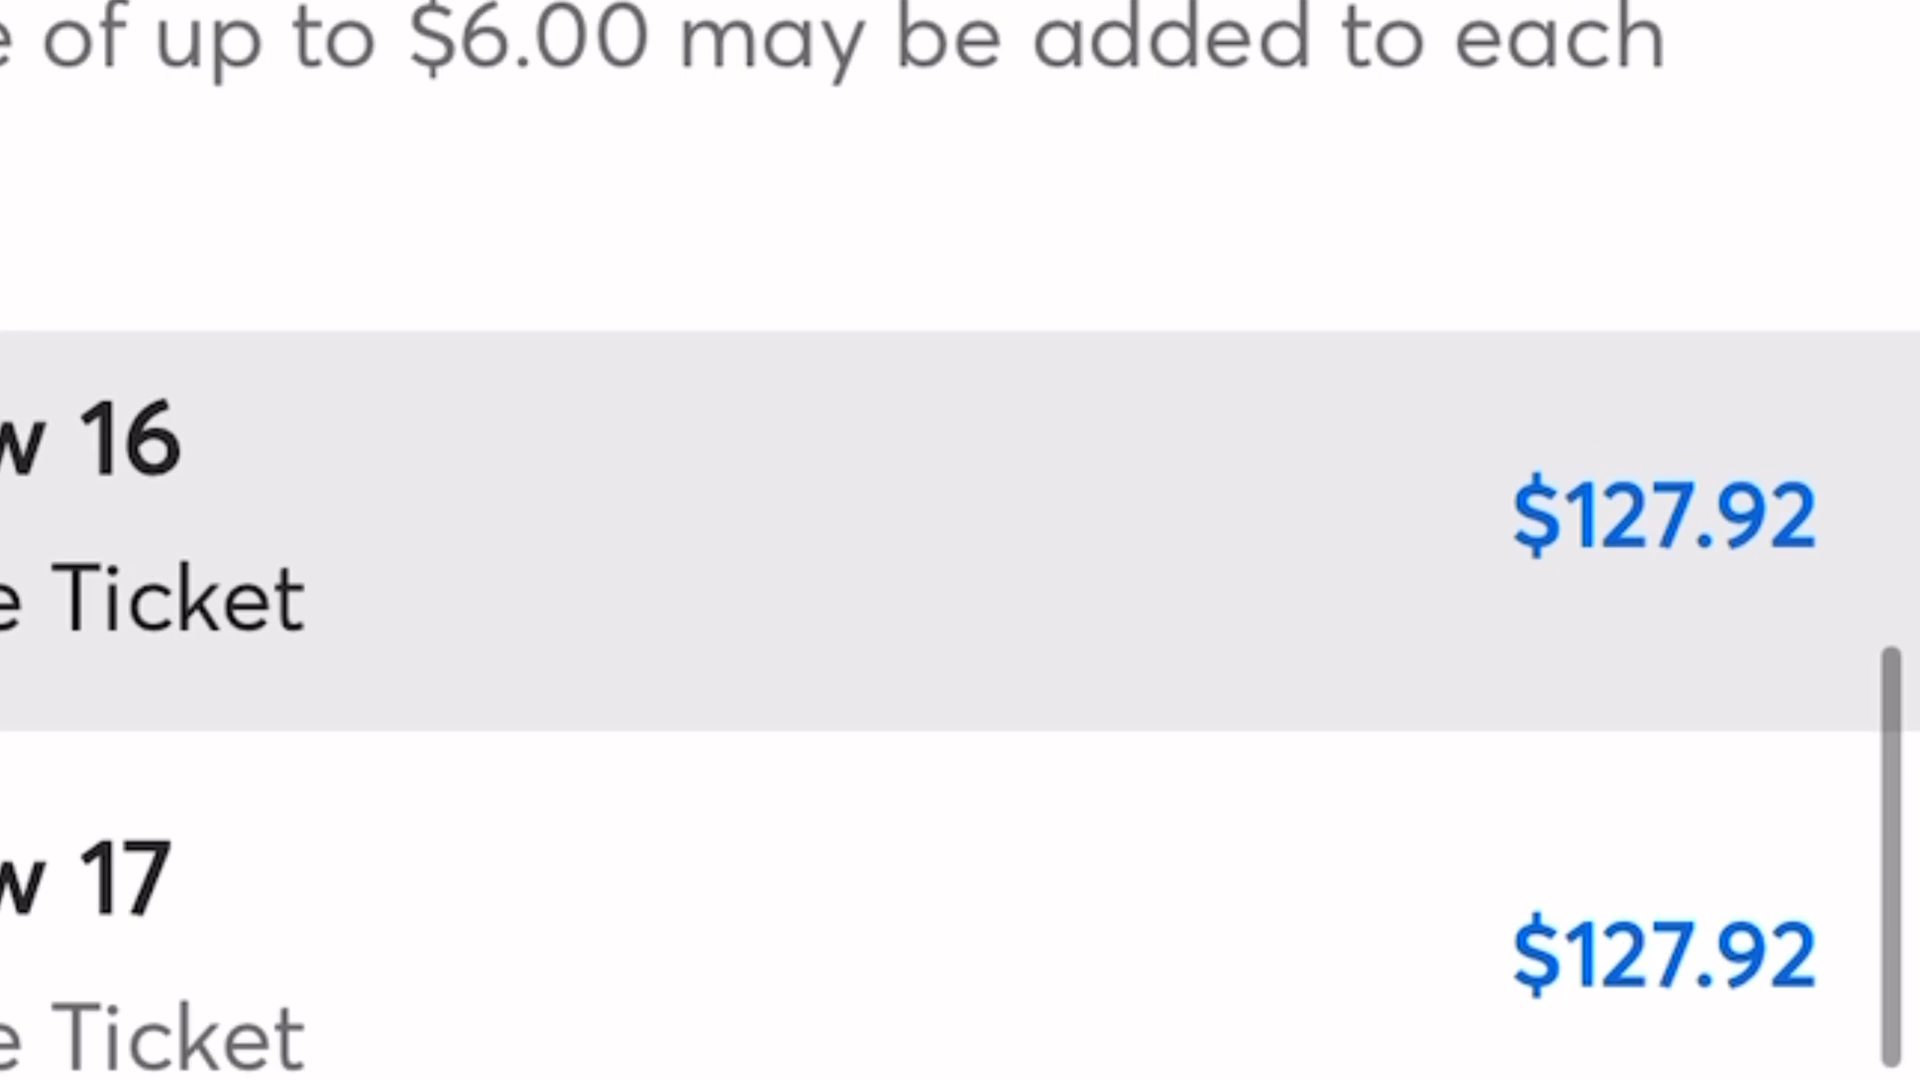 of up to $6.00 may be added to each
16
$127.92
Ticket
17
$127.92
Ticket